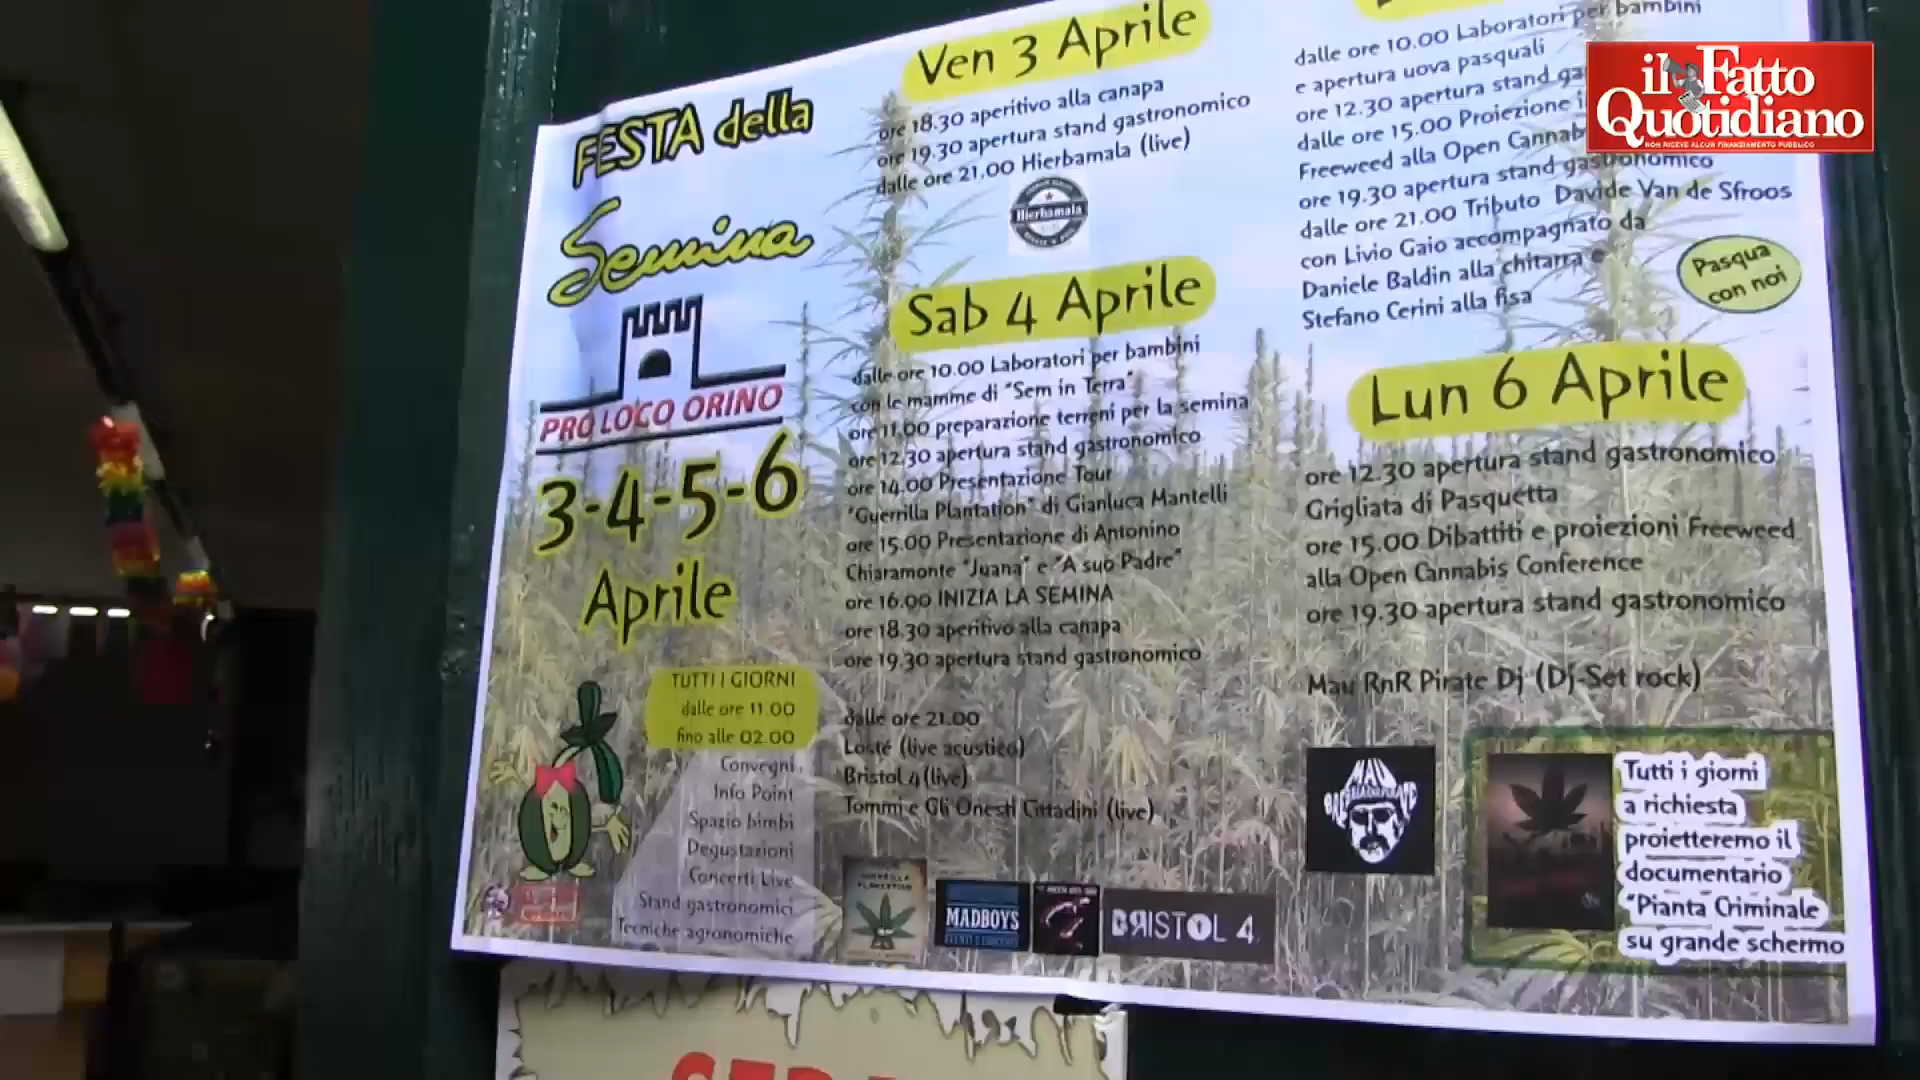 FESTA della
Semina
PRO LOCO ORINO
3-4-5-6
Aprile
TUTTI I GIORNI
dalle ore 11.00
fino alle 02.00
Convegni
Info Point
Spazio bimbi
Degustazioni
Concerti Live
Stand gastronomici
Tecniche agronomiche
Ven 3 Aprile
ore 18.30 aperitivo alla canapa
ore 19.30 apertura stand gastronomico
dalle ore 21.00 Hierbamala (live)
Hierbamala
Sab 4 Aprile
dalle ore 10.00 Laboratori per bambini
con le mamme di "Sem in Terra"
ore 11.00 preparazione terreni per la semina
ore 12.30 apertura stand gastronomico
ore 14.00 Presentazione Tour
"Guerrilla Plantation" di Gianluca Mantelli
ore 15.00 Presentazione di Antonino
Chiaramonte "Juana" e "A suo Padre"
ore 16.00 INIZIA LA SEMINA
ore 18.30 aperitivo alla canapa
ore 19.30 apertura stand gastronomico
dalle ore 21.00
Losté (live acustico)
Bristol 4 (live)
Tommi e Gli Onesti Cittadini (live)
GUERRILLA
PLANTATION
MADBOYS
BRISTOL 4
dalle ore 10.00 Laboratori per bambini
e apertura uova pasquali
ore 12.30 apertura stand ga
dalle ore 15.00 Proiezione i
Freeweed alla Open Cannab
ore 19.30 apertura stand gastronomico
dalle ore 21.00 Tributo Davide Van de Sfroos
con Livio Gaio accompagnato da
Daniele Baldin alla chitarra e
Stefano Cerini alla fisa
Pasqua
con noi
Lun 6 Aprile
ore 12.30 apertura stand gastronomico
Grigliata di Pasquetta
ore 15.00 Dibattiti e proiezioni Freeweed
alla Open Cannabis Conference
ore 19.30 apertura stand gastronomico
Mau RnR Pirate Dj (Dj-Set rock)
MAU
Tutti i giorni
a richiesta
proietteremo il
documentario
"Pianta Criminale
su grande schermo
il Fatto
Quotidiano
NON RICEVE ALCUN FINANZIAMENTO PUBBLICO